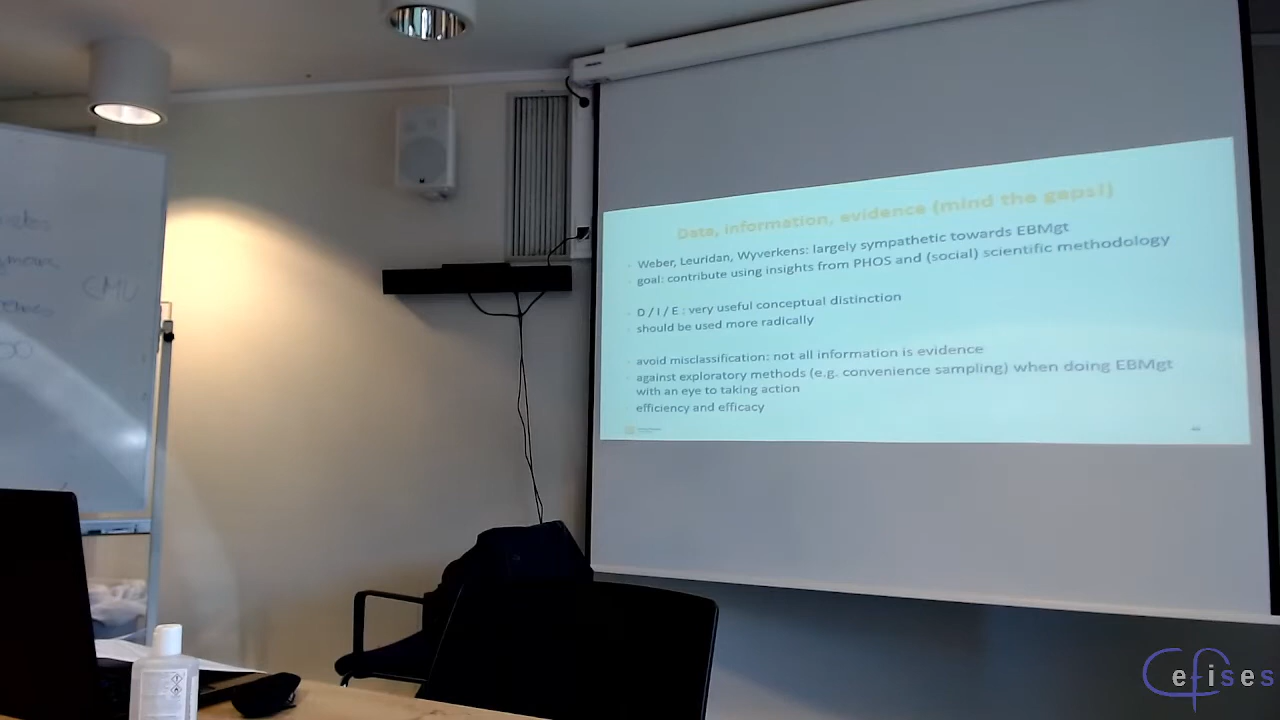 CMU
Data, information, evidence (mind the gaps!)
Weber, Leuridan, Wyverkens: largely sympathetic towards EBMgt
goal: contribute using insights from PHOS and (social) scientific methodology
D / I / E : very useful conceptual distinction
should be used more radically
avoid misclassification: not all information is evidence
against exploratory methods (e.g. convenience sampling) when doing EBMgt
with an eye to taking action
efficiency and efficacy
Cefises